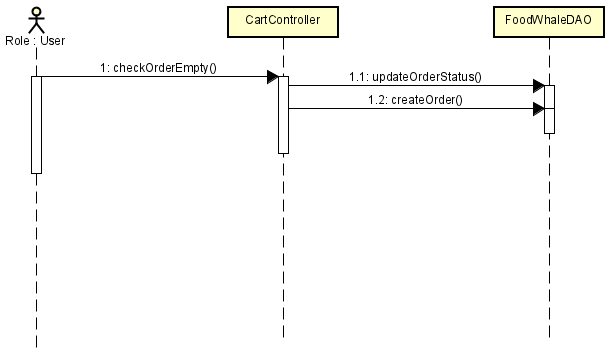 Role : User
CartController
FoodWhaleDAO
1: checkOrderEmpty()
1.1: updateOrderStatus()
1.2: createOrder()